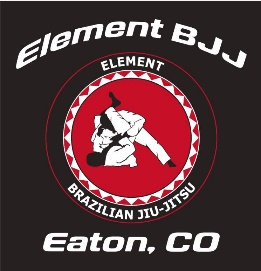 Element BJJ
ELEMENT
BRAZILIAN JIU-JITSU
Eaton, CO